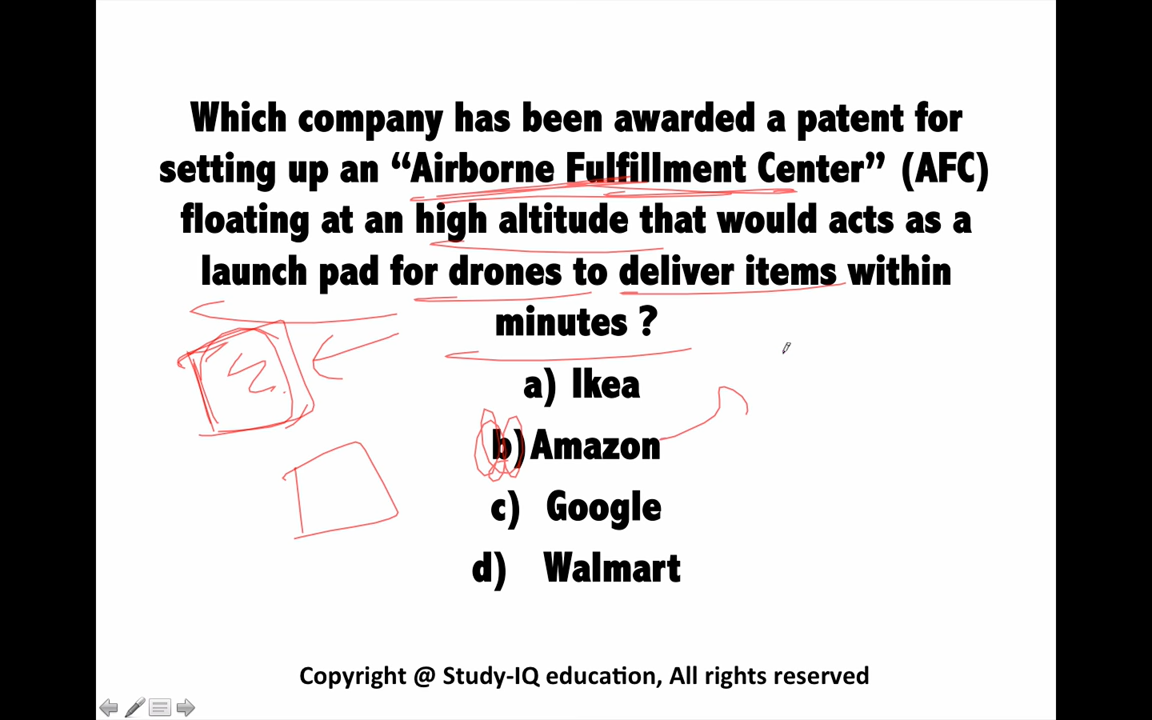 Which company has been awarded a patent for
setting up an “Airborne Fulfillment Center” (AFC)
floating at an high altitude that would acts as a
launch pad for drones to deliver items within
minutes ?
a) Ikea
b) Amazon
c) Google
d) Walmart
Copyright @ Study-IQ education, All rights reserved